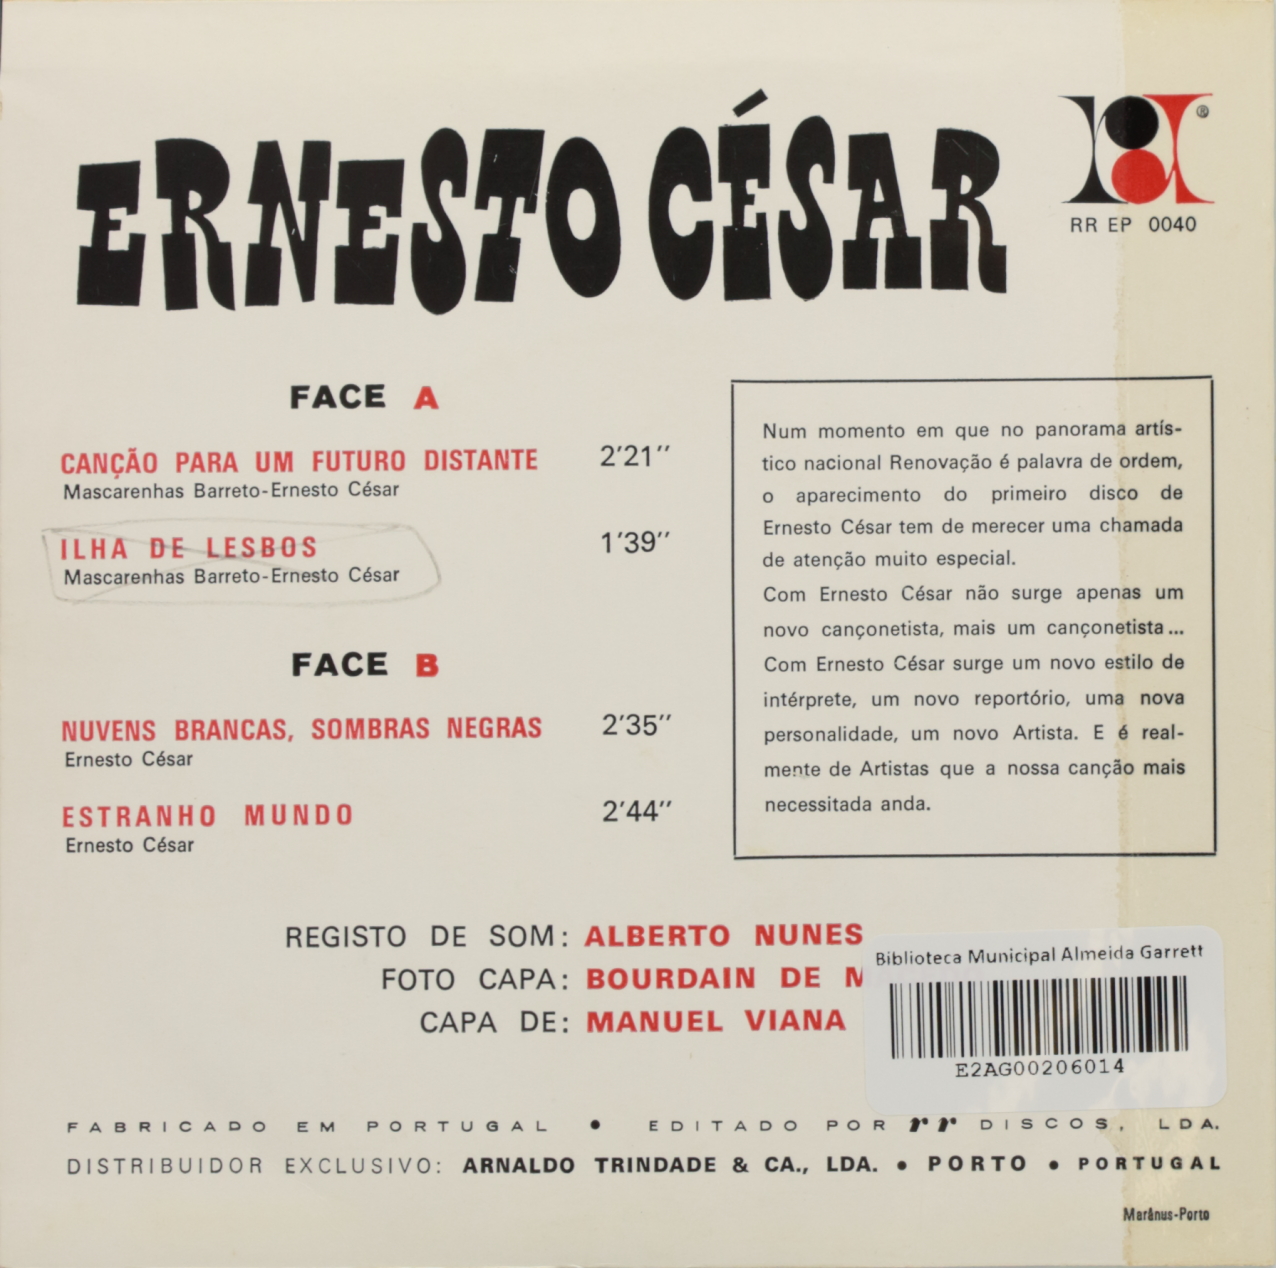 ERNESTO CÉSAR
®
RR EP 0040
FACE A
CANÇÃO PARA UM FUTURO DISTANTE 2'21''
Mascarenhas Barreto-Ernesto César
ILHA DE LESBOS 1'39''
Mascarenhas Barreto-Ernesto César
FACE B
NUVENS BRANCAS, SOMBRAS NEGRAS 2'35''
Ernesto César
ESTRANHO MUNDO 2'44''
Ernesto César
Num momento em que no panorama artís-
tico nacional Renovação é palavra de ordem,
o aparecimento do primeiro disco de
Ernesto César tem de merecer uma chamada
de atenção muito especial.
Com Ernesto César não surge apenas um
novo cançonetista, mais um cançonetista...
Com Ernesto César surge um novo estilo de
intérprete, um novo reportório, uma nova
personalidade, um novo Artista. E é real-
mente de Artistas que a nossa canção mais
necessitada anda.
REGISTO DE SOM: ALBERTO NUNES
FOTO CAPA: BOURDAIN DE
CAPA DE: MANUEL VIANA
Biblioteca Municipal Almeida Garrett
E2AG00206014
FABRICADO EM PORTUGAL • EDITADO POR rr DISCOS, LDA.
DISTRIBUIDOR EXCLUSIVO: ARNALDO TRINDADE & CA., LDA. • PORTO • PORTUGAL
Marânus-Porto